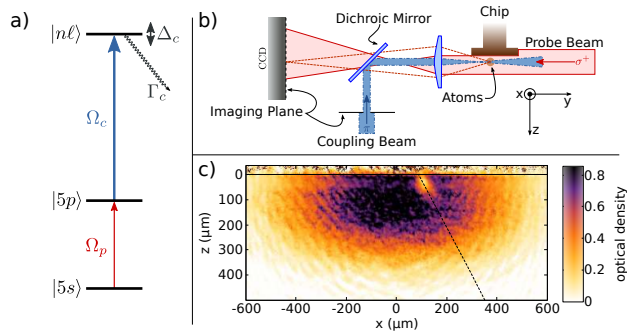 a)
|nℓ⟩
Δc
Γc
Ωc
|5p⟩
Ωp
|5s⟩
b)
Dichroic Mirror
Chip
CCD
Probe Beam
σ+
Atoms
Imaging Plane
Coupling Beam
x
y
z
c)
0
100
200
300
400
z (μm)
-600
-400
-200
0
200
400
600
x (μm)
0.8
0.6
0.4
0.2
0
optical density